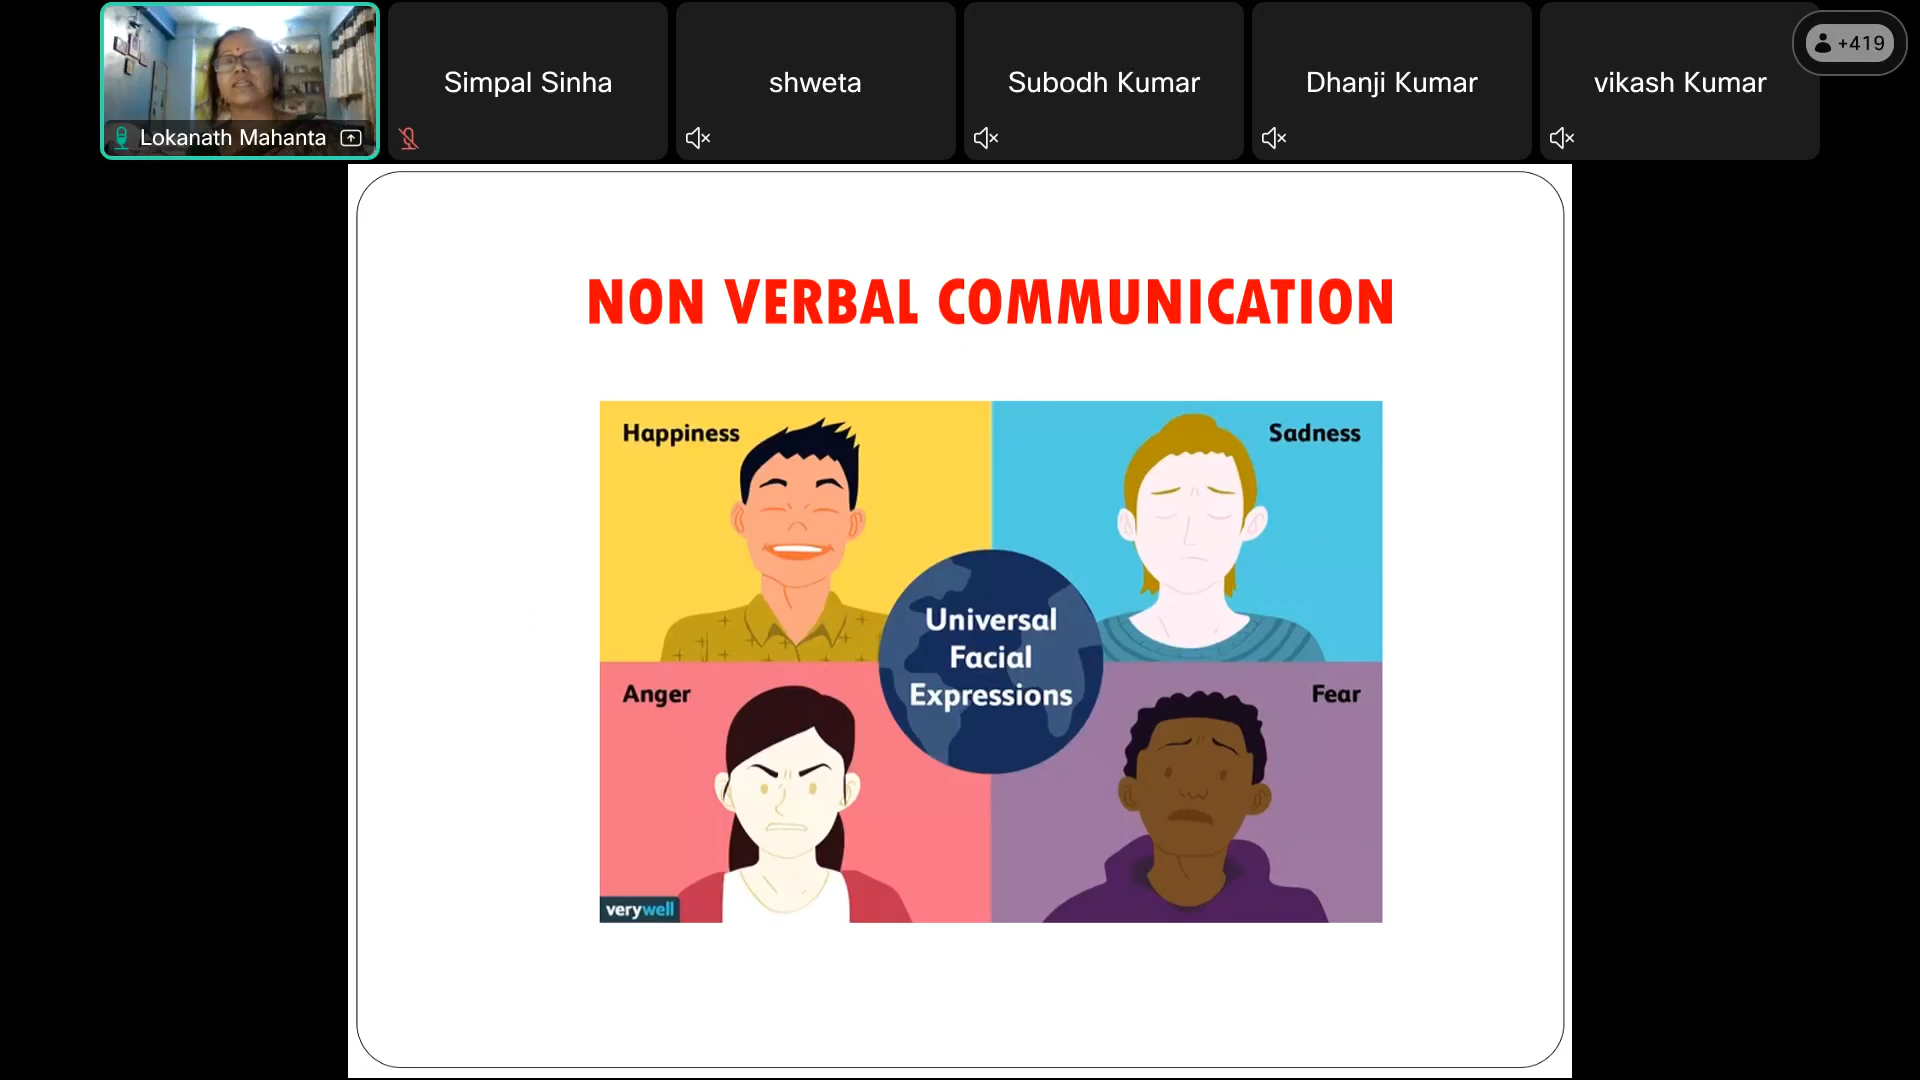 Lokanath Mahanta
Simpal Sinha
shweta
Subodh Kumar
Dhanji Kumar
vikash Kumar
+419
NON VERBAL COMMUNICATION
Happiness
Sadness
Universal
Facial
Expressions
Anger
Fear
verywell